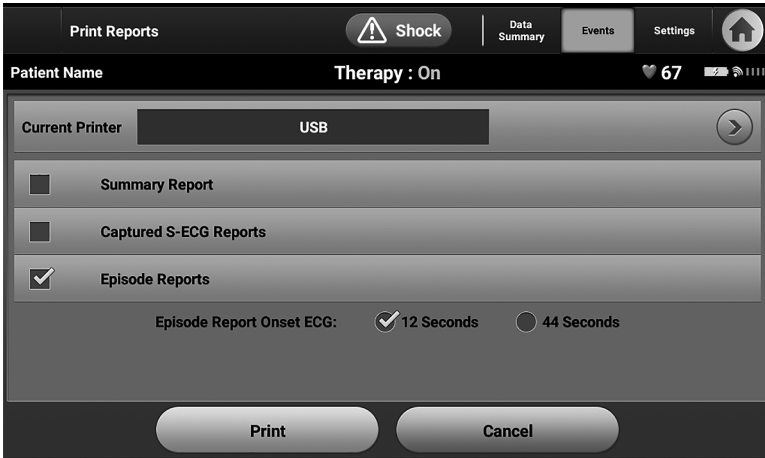 Print Reports
Shock
Data
Summary
Events
Settings
Patient Name
Therapy : On
67
Current Printer
USB
Summary Report
Captured S-ECG Reports
Episode Reports
Episode Report Onset ECG:
12 Seconds
44 Seconds
Print
Cancel